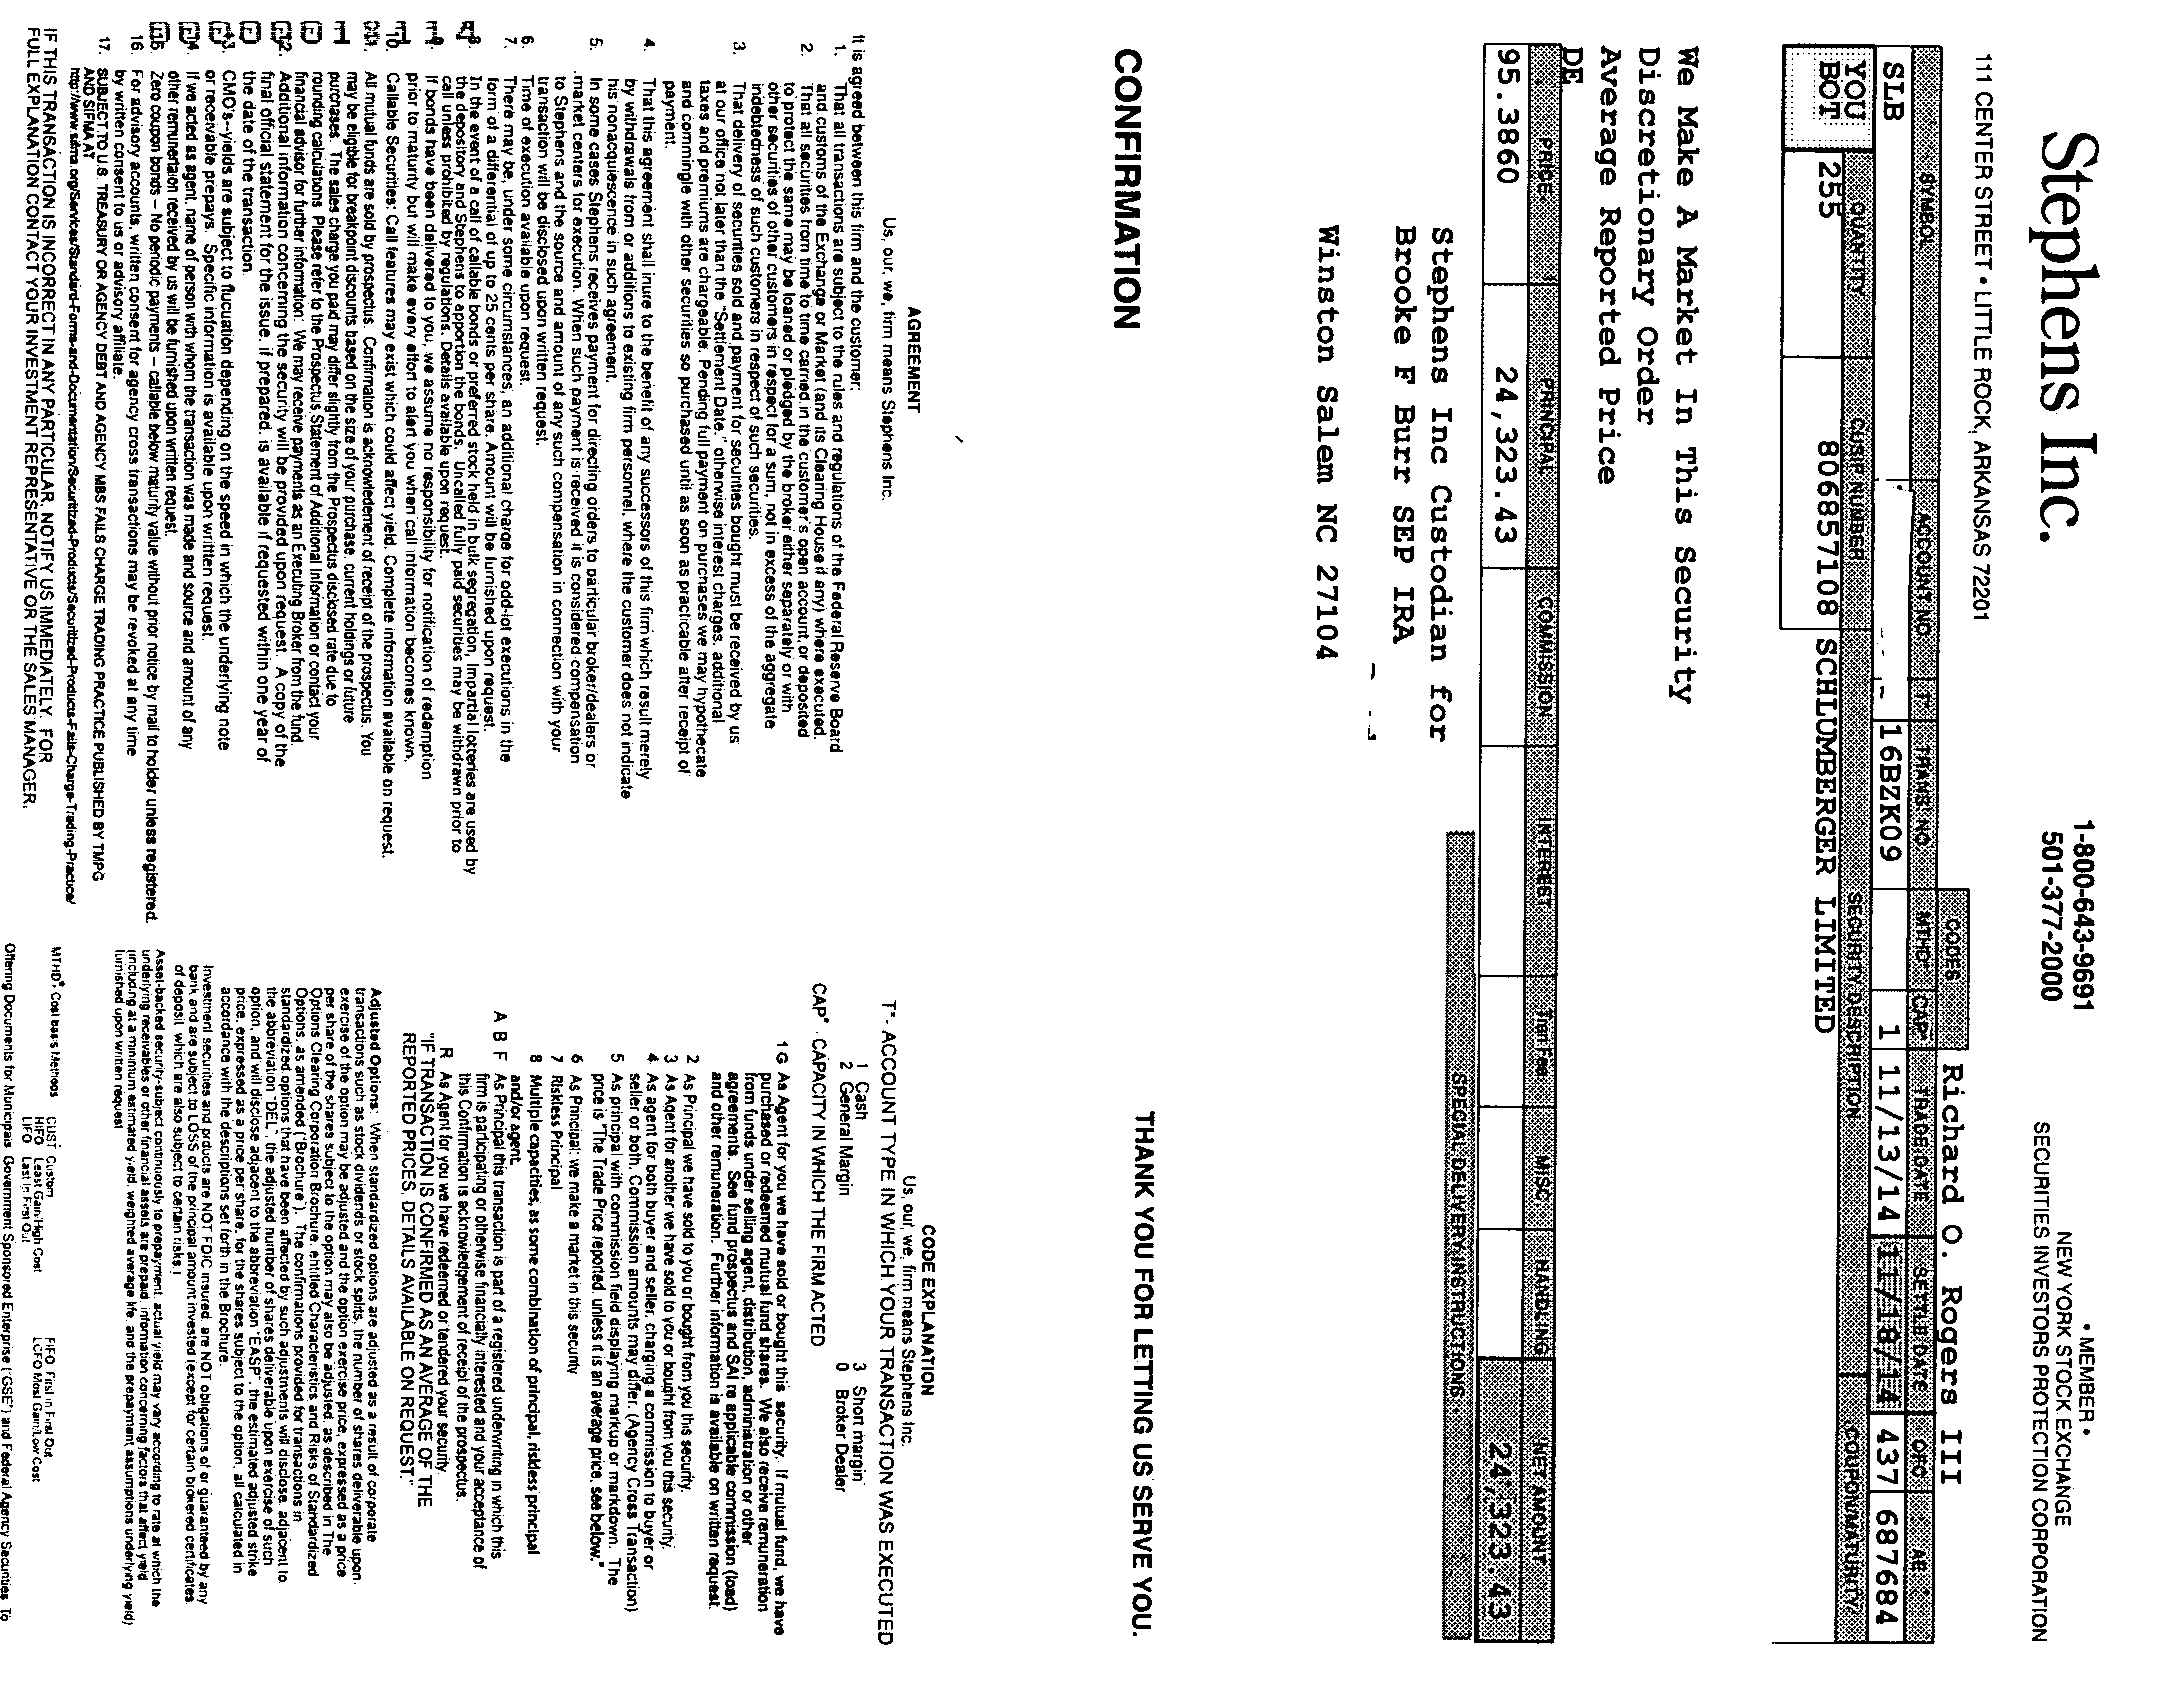 Stephens Inc.
1-800-643-9691
501-377-2000
• MEMBER •
NEW YORK STOCK EXCHANGE
SECURITIES INVESTORS PROTECTION CORPORATION
111 CENTER STREET • LITTLE ROCK, ARKANSAS 72201
Richard O. Rogers III
CODES
SYMBOL ACCOUNT NO. T* TRANS. NO. MTHD* CAP* TRADE DATE SETTLE DATE OFC AE
SLB 16BZK09 1 11/13/14 11/18/14 437 687684
YOU BOT
QUANTITY CUSIP NUMBER SECURITY DESCRIPTION COUPON/MATURITY
255 806857108 SCHLUMBERGER LIMITED
We Make A Market In This Security
Discretionary Order
Average Reported Price
DE
PRICE PRINCIPAL COMMISSION INTEREST Tran Fee MISC. HANDLING NET AMOUNT
95.3860 24,323.43 24,323.43
SPECIAL DELIVERY INSTRUCTIONS
Stephens Inc Custodian for
Brooke F Burr SEP IRA
Winston Salem NC 27104
CONFIRMATION
THANK YOU FOR LETTING US SERVE YOU.
AGREEMENT
Us, our, we, firm means Stephens Inc.
It is agreed between this firm and the customer:
1. That all transactions are subject to the rules and regulations of the Federal Reserve Board
and customs of the Exchange or Market (and its Clearing House if any) where executed.
2. That all securities from time to time carried in the customer's open account, or deposited
to protect the same may be loaned or pledged by the broker either separately or with
other securities of other customers in respect for a sum, not in excess of the aggregate
indebtedness of such customers in respect of such securities.
3. That delivery of securities sold and payment for securities bought must be received by us
at our office not later than the "Settlement Date," otherwise interest charges, additional
taxes and premiums are chargeable. Pending full payment on purchases we may hypothecate
and commingle with other securities so purchased until as soon as practicable after receipt of
payment.
4. That this agreement shall inure to the benefit of any successors of this firm which result merely
by withdrawals from or additions to existing firm personnel, where the customer does not indicate
his nonacquiescence in such agreement.
5. In some cases Stephens receives payment for directing orders to particular broker/dealers or
market centers for execution. When such payment is received it is considered compensation
to Stephens and the source and amount of any such compensation in connection with your
transaction will be disclosed upon written request.
6. Time of execution available upon request.
7. There may be, under some circumstances, an additional charge for odd-lot executions in the
form of a differential of up to 25 cents per share. Amount will be furnished upon request.
8. In the event of a call of callable bonds or preferred stock held in bulk segregation, Impartial lotteries are used by
the depository and Stephens to apportion the bonds. Uncalled fully paid securities may be withdrawn prior to
call unless prohibited by regulations. Details available upon request.
9. If bonds have been delivered to you, we assume no responsibility for notification of redemption
prior to maturity but will make every effort to alert you when call information becomes known.
10. Callable Securities: Call features may exist which could affect yield. Complete information available on request.
11. All mutual funds are sold by prospectus. Confirmation is acknowledement of receipt of the prospectus. You
may be eligible for breakpoint discounts based on the size of your purchase, current holdings or future
purchases. The sales charge you paid may differ slightly from the Prospectus disclosed rate due to
rounding calculations. Please refer to the Prospectus Statement of Additional Information or contact your
financial advisor for further information. We may receive payments as an Executing Broker from the fund.
12. Additional information concerning the security will be provided upon request. A copy of the
final official statement for the issue, if prepared, is available if requested within one year of
the date of the transaction.
13. CMO's--yields are subject to flucuation depending on the speed in which the underlying note
or receivable prepays. Specific information is available upon written request.
14. If we acted as agent, name of person with whom the transaction was made and source and amount of any
other remunertaion received by us will be furnished upon written request.
15. Zero coupon bonds – No periodic payments – callable below maturity value without prior notice by mail to holder unless registered.
16. For advisory accounts, written consent for agency cross transactions may be revoked at any time
by written consent to us or advisory affiliate.
17. SUBJECT TO U.S. TREASURY OR AGENCY DEBT AND AGENCY MBS FAILS CHARGE TRADING PRACTICE PUBLISHED BY TMPG
AND SIFMA AT
http://www.sifma.org/Services/Standard-Forms-and-Documentation/Securitized-Products/Securitized-Products-Fails-Charge-Trading-Practice/
IF THIS TRANSACTION IS INCORRECT IN ANY PARTICULAR, NOTIFY US IMMEDIATELY. FOR
FULL EXPLANATION CONTACT YOUR INVESTMENT REPRESENTATIVE OR THE SALES MANAGER.
CODE EXPLANATION
Us, our, we, firm means Stephens Inc.
T*- ACCOUNT TYPE IN WHICH YOUR TRANSACTION WAS EXECUTED
1 Cash 3 Short margin
2 General Margin 0 Broker Dealer
CAP* - CAPACITY IN WHICH THE FIRM ACTED
1 G As Agent for you we have sold or bought this security. If mutual fund, we have
purchased or redeemed mutual fund shares. We also receive remuneration
from funds under selling agent, distribution, administration or other
agreements. See fund prospectus and SAI re applicable commission (load)
and other remuneration. Further information is available on written request.
2 As Principal we have sold to you or bought from you this security.
3 As Agent for another we have sold to you or bought from you this security.
4 As agent for both buyer and seller, charging a commission to buyer or
seller or both. Commission amounts may differ. (Agency Cross Transaction)
5 As principal with commission field displaying markup or markdown. The
price is "The Trade Price reported, unless it is an average price, see below."
6 As Principal: we make a market in this security
7 Riskless Principal
8 Multiple capacities, as some combination of principal, riskless principal
and/or agent.
A B F As Principal this transaction is part of a registered underwriting in which this
firm is participating or otherwise financially interested and your acceptance of
this Confirmation is acknowledgement of receipt of the prospectus.
R As Agent for you we have redeemed or tendered your security
"IF TRANSACTION IS CONFIRMED AS AN AVERAGE OF THE
REPORTED PRICES, DETAILS AVAILABLE ON REQUEST."
Adjusted Options: When standardized options are adjusted as a result of corporate
transactions such as stock dividends or stock splits, the number of shares deliverable upon
exercise of the option may be adjusted and the option exercise price, expressed as a price
per share of the shares subject to the option may also be adjusted, as described in The
Options Clearing Corporation Brochure, entitled Characteristics and Risks of Standardized
Options, as amended ("Brochure"). The confirmations provided for transactions in
standardized options that have been affected by such adjustments will disclose, adjacent to
the abbreviation "DEL", the adjusted number of shares deliverable upon exercise of such
option, and will disclose adjacent to the abbreviation "EASP", the estimated adjusted strike
price, expressed as a price per share, for the shares subject to the option, all calculated in
accordance with the descriptions set forth in the Brochure.
Investment securities and products are NOT FDIC insured, are NOT obligations of or guaranteed by any
bank and are subject to LOSS of the principal amount invested (except for certain brokered certificates
of deposit, which are also subject to certain risks.)
Asset-backed security-subject continuously to prepayment, actual yield may vary according to rate at which the
underlying receivables or other financial assets are prepaid, information concerning factors that affect yield
(including at a minimum estimated yield, weighted average life, and the prepayment assumptions underlying yield)
furnished upon written request
MTHD*, Cost basis Methods CUST Custom FIFO First in First Out
HIFO Least Gain/High Cost LCFO Most Gain/Low Cost
LIFO Last in First Out
Offering Documents for Municipals, Government Sponsored Enterprise ("GSE") and Federal Agency Securities. To